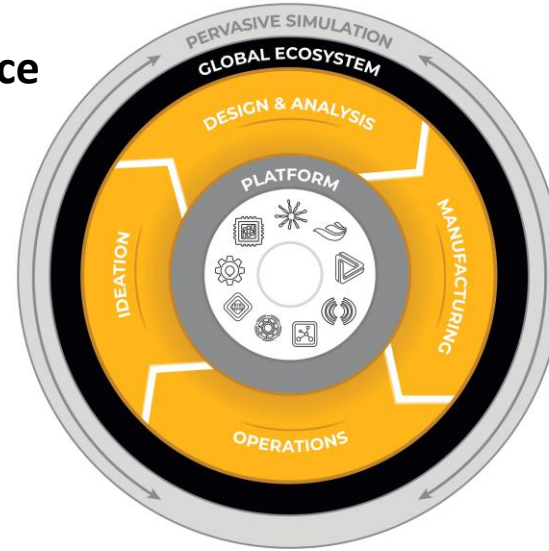 ce
PERVASIVE SIMULATION
GLOBAL ECOSYSTEM
DESIGN & ANALYSIS
PLATFORM
IDEATION
MANUFACTURING
OPERATIONS